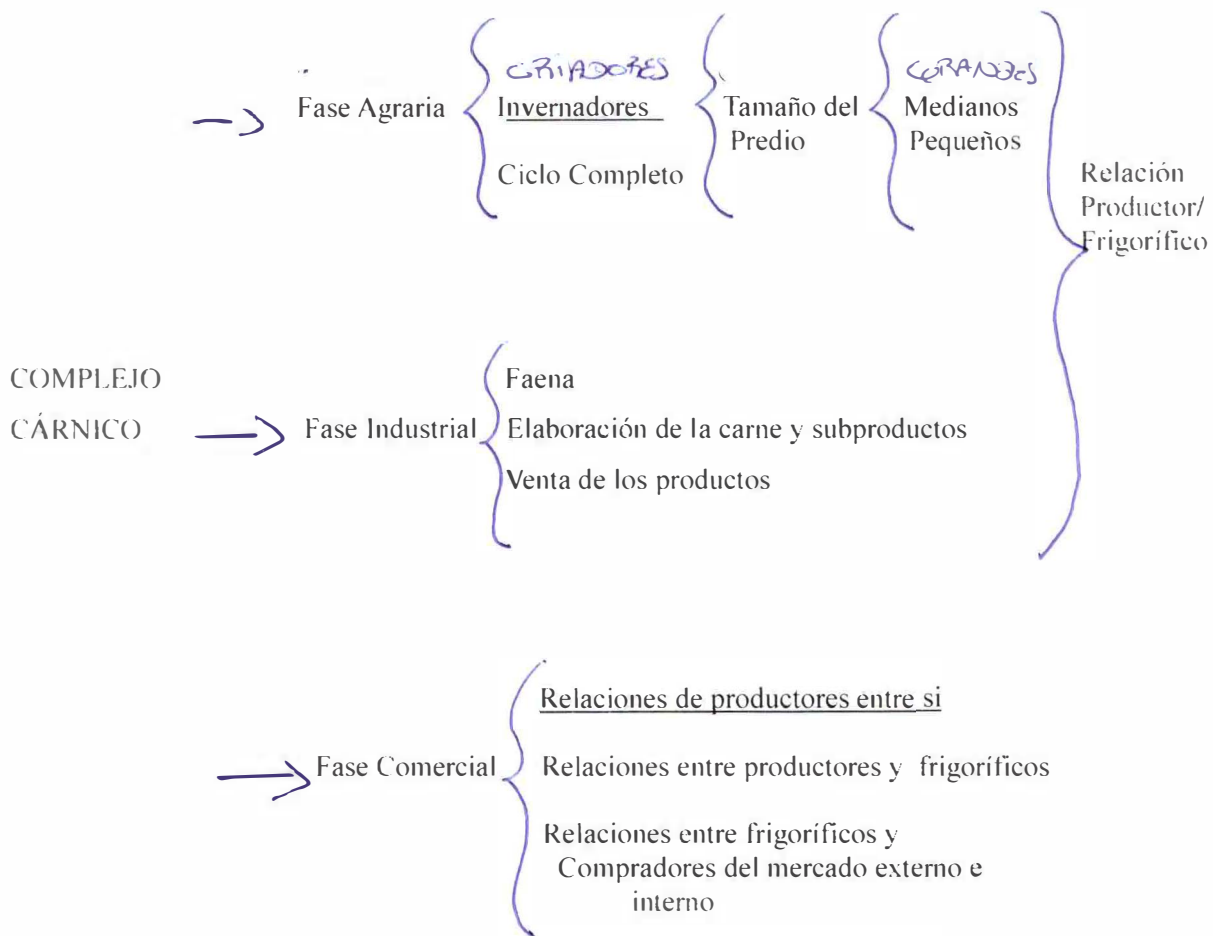 CRIADORES
GRANDES
Fase Agraria
Invernadores
Tamaño del
Predio
Medianos
Pequeños
Ciclo Completo
Relación
Productor/
Frigorífico
COMPLEJO
CÁRNICO
Fase Industrial
Faena
Elaboración de la carne y subproductos
Venta de los productos
Fase Comercial
Relaciones de productores entre si
Relaciones entre productores y frigoríficos
Relaciones entre frigoríficos y
Compradores del mercado externo e
interno